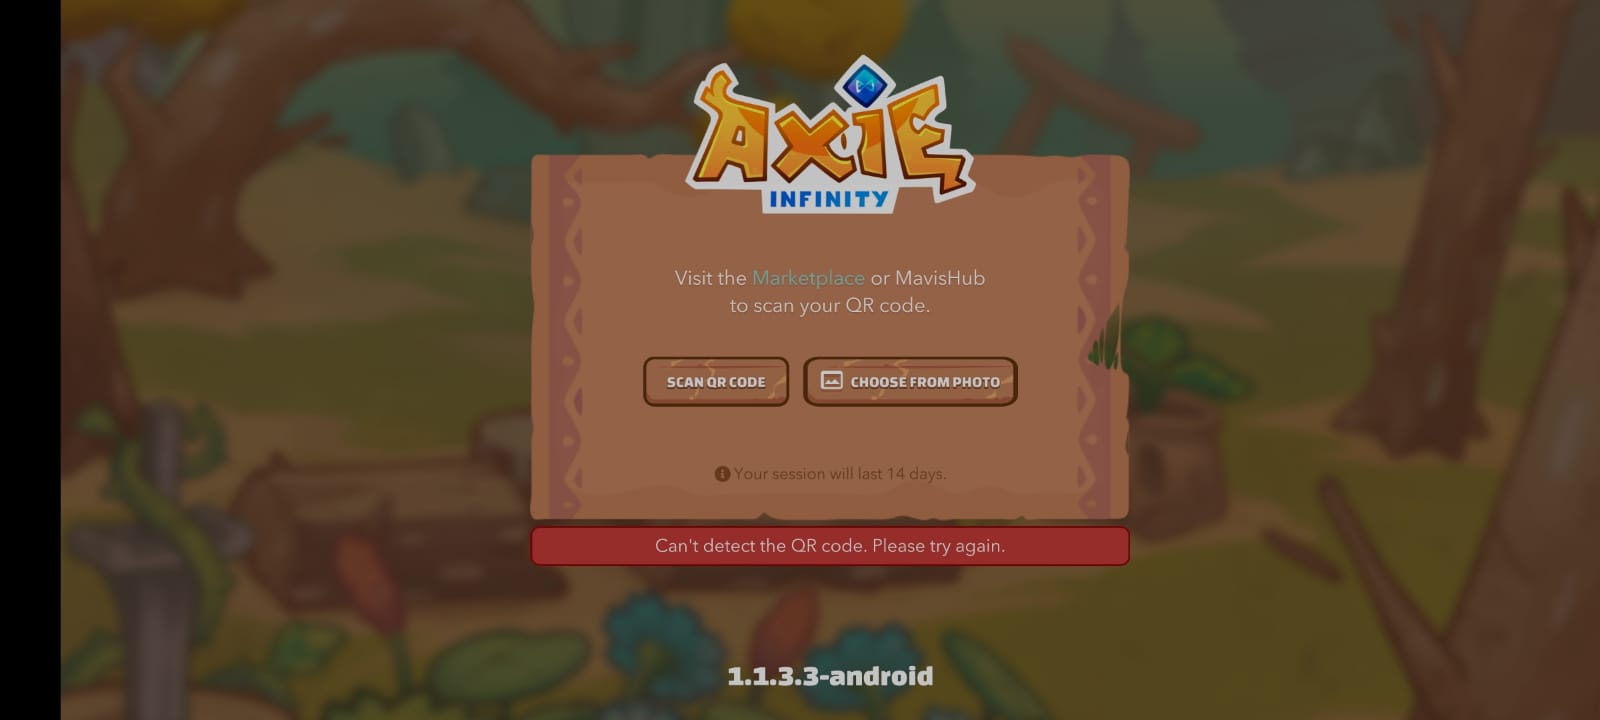 AXIE
INFINITY
Visit the Marketplace or MavisHub
to scan your QR code.
SCAN QR CODE
CHOOSE FROM PHOTO
Your session will last 14 days.
Can't detect the QR code. Please try again.
1.1.3.3-android